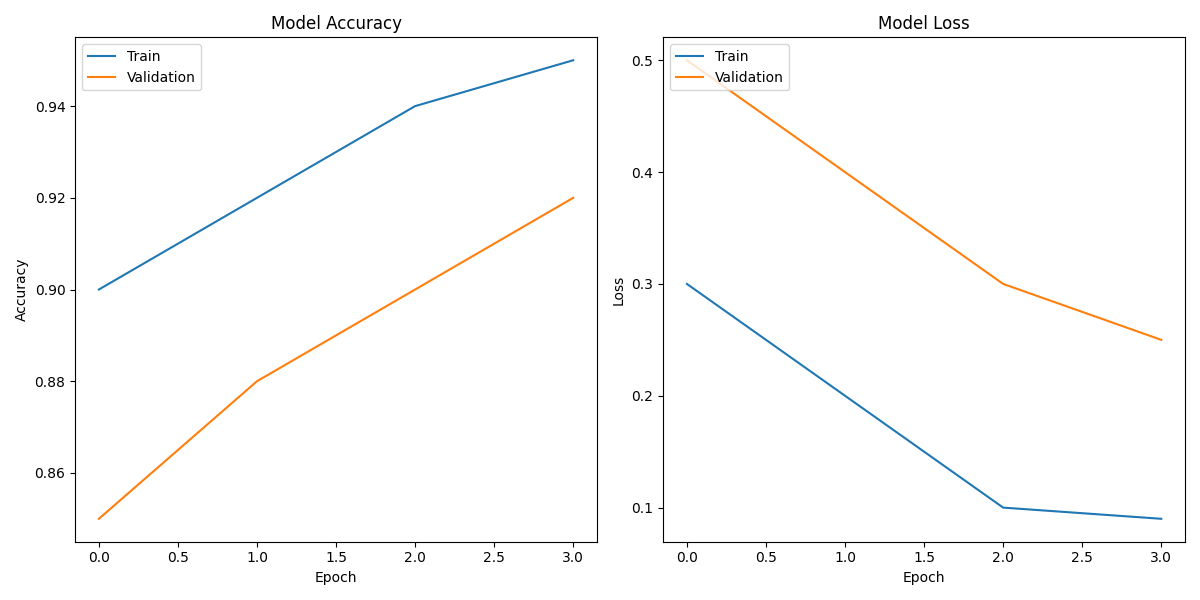 Model Accuracy
Train
Validation
0.94
0.92
0.90
0.88
0.86
Accuracy
0.0 0.5 1.0 1.5 2.0 2.5 3.0
Epoch
Model Loss
Train
Validation
0.5
0.4
0.3
0.2
0.1
Loss
0.0 0.5 1.0 1.5 2.0 2.5 3.0
Epoch